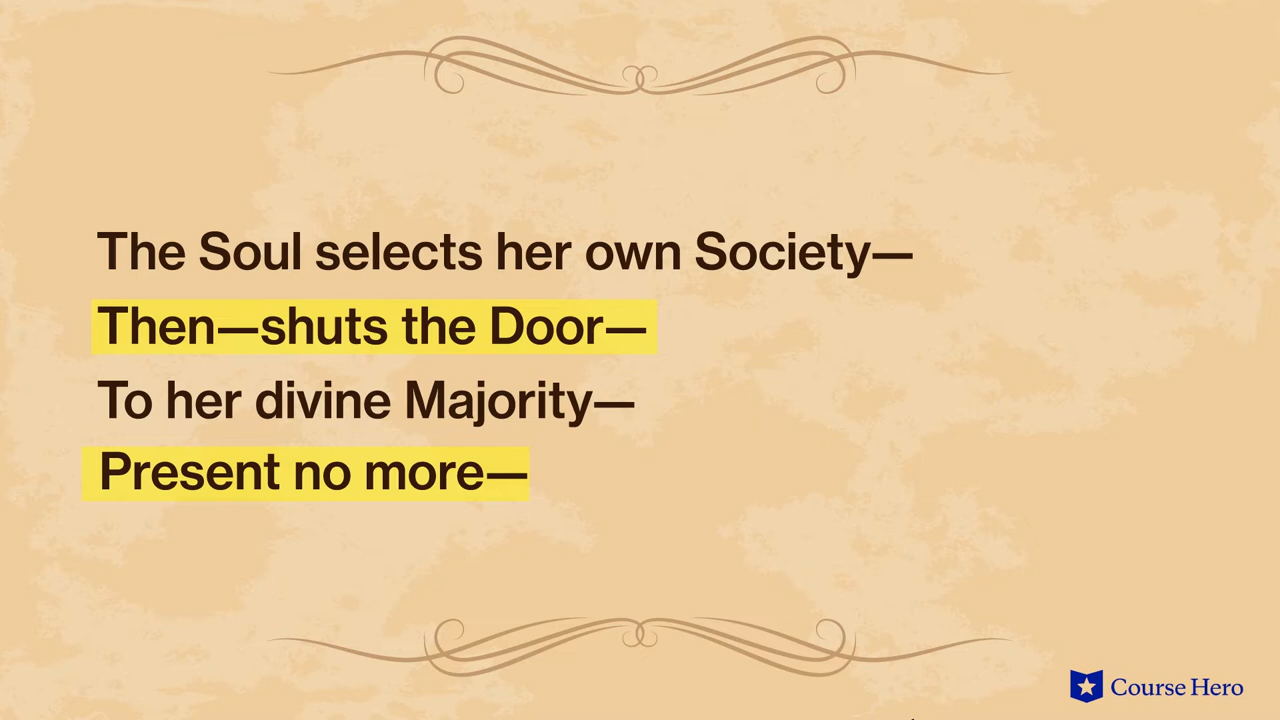 The Soul selects her own Society—
Then—shuts the Door—
To her divine Majority—
Present no more—
Course Hero